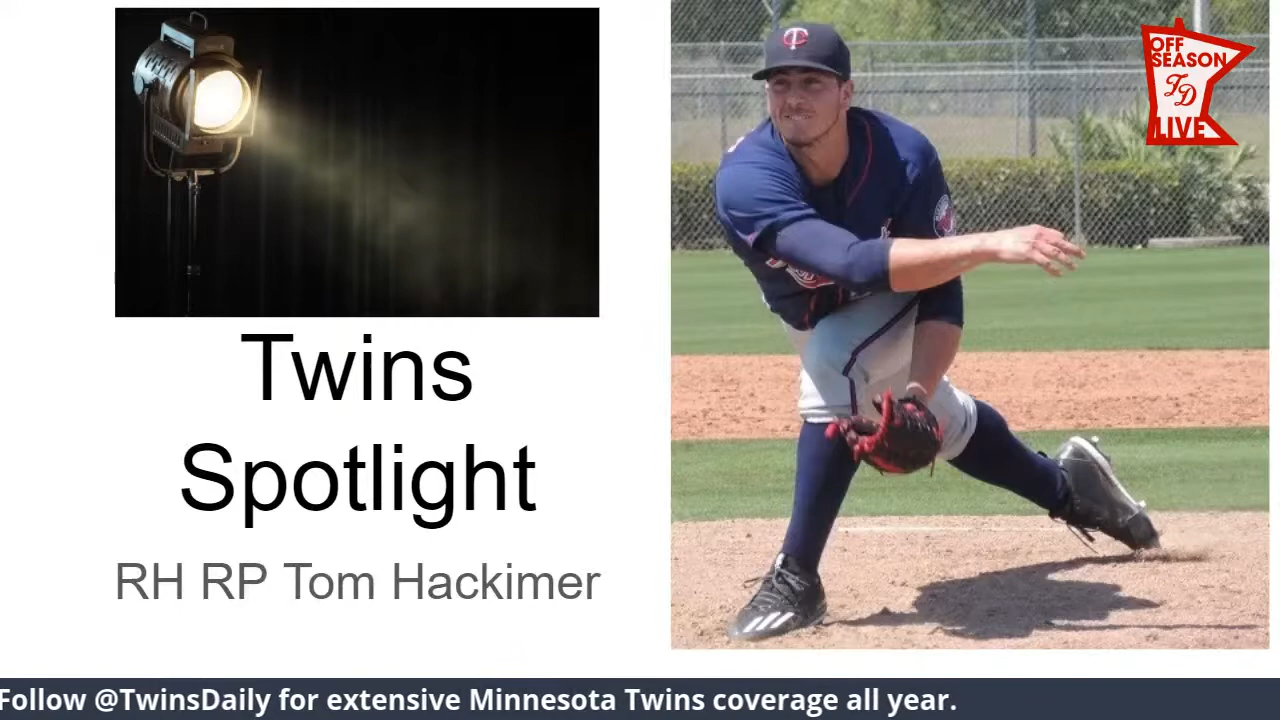 Twins
Spotlight
RH RP Tom Hackimer
OFF
SEASON
TD
LIVE
Follow @TwinsDaily for extensive Minnesota Twins coverage all year.